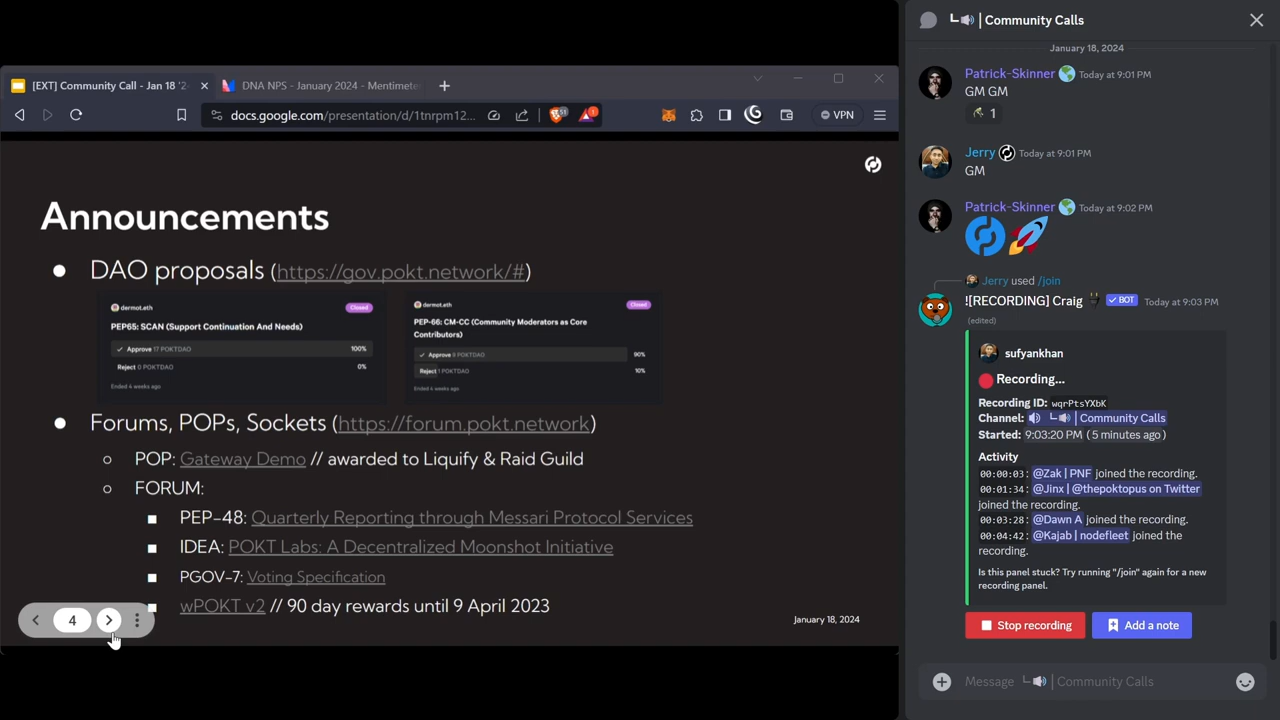 [EXT] Community Call - Jan 18 '2
DNA NPS - January 2024 - Mentimete
docs.google.com/presentation/d/1tnrpm12...
51
1
VPN
Announcements
● DAO proposals (https://gov.pokt.network/#)
dermot.eth
Closed
PEP65: SCAN (Support Continuation And Needs)
✓ Approve 17 POKTDAO 100%
Reject 0 POKTDAO 0%
Ended 4 weeks ago
dermot.eth
Closed
PEP-66: CM-CC (Community Moderators as Core
Contributors)
✓ Approve 8 POKTDAO 90%
Reject 1 POKTDAO 10%
Ended 4 weeks ago
● Forums, POPs, Sockets (https://forum.pokt.network)
○ POP: Gateway Demo // awarded to Liquify & Raid Guild
○ FORUM:
■ PEP-48: Quarterly Reporting through Messari Protocol Services
■ IDEA: POKT Labs: A Decentralized Moonshot Initiative
■ PGOV-7: Voting Specification
■ wPOKT v2 // 90 day rewards until 9 April 2023
4
January 18, 2024
| Community Calls
January 18, 2024
Patrick-Skinner Today at 9:01 PM
GM GM
1
Jerry Today at 9:01 PM
GM
Patrick-Skinner Today at 9:02 PM
Jerry used /join
![RECORDING] Craig ✓ BOT Today at 9:03 PM
(edited)
sufyankhan
Recording...
Recording ID: wqrPtsYXbK
Channel: | Community Calls
Started: 9:03:20 PM (5 minutes ago)
Activity
00:00:03: @Zak | PNF joined the recording.
00:01:34: @Jinx | @thepoktopus on Twitter
joined the recording.
00:03:28: @Dawn A joined the recording.
00:04:42: @Kajab | nodefleet joined the
recording.
Is this panel stuck? Try running "/join" again for a new
recording panel.
Stop recording
Add a note
Message | Community Calls